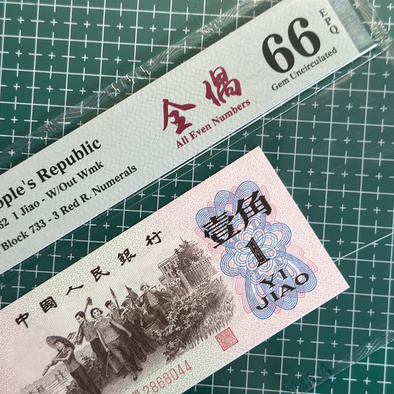 66
EPQ
Gem Uncirculated
全偶
All Even Numbers
ople's Republic
62 1 Jiao - W/Out Wmk
Block 733 - 3 Red R. Numerals
壹角
1
YI
JIAO
中國人民銀行
2868044